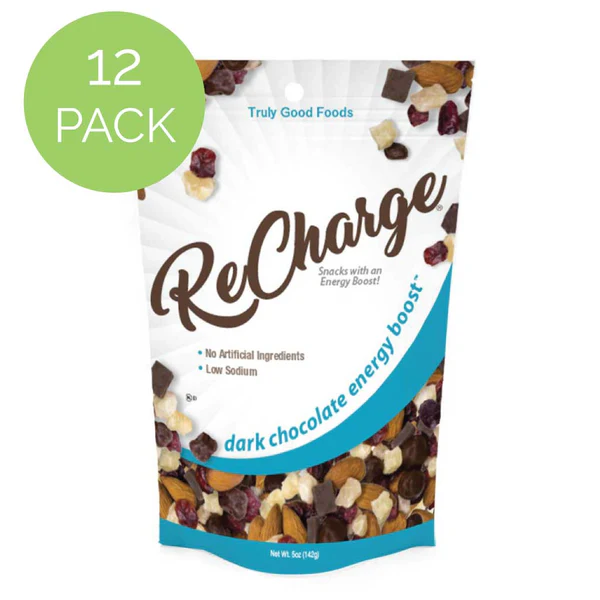 12
PACK
Truly Good Foods
ReCharge®
Snacks with an
Energy Boost!
• No Artificial Ingredients
• Low Sodium
dark chocolate energy boost™
Net Wt. 5oz (142g)